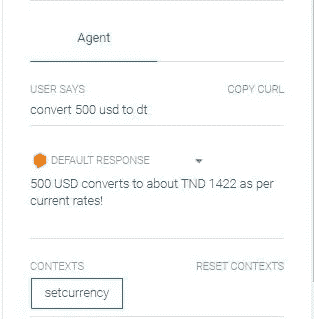 Agent
USER SAYS COPY CURL
convert 500 usd to dt
DEFAULT RESPONSE
500 USD converts to about TND 1422 as per
current rates!
CONTEXTS RESET CONTEXTS
setcurrency